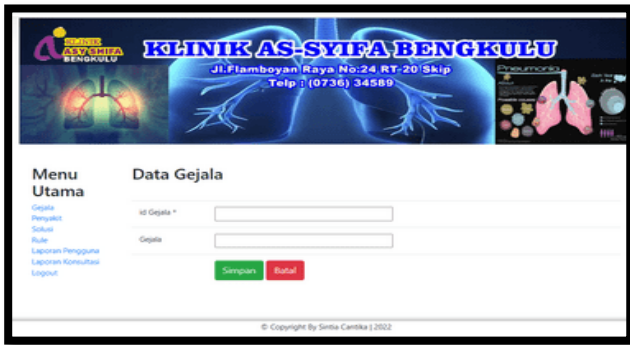 KLINIK
ASY SHIFA
BENGKULU
KLINIK AS-SYIFA BENGKULU
Jl.Flamboyan Raya No:24 RT-20 Skip
Telp : (0736) 34589
Pneumonia
Menu
Utama
Gejala
Penyakit
Solusi
Rule
Laporan Pengguna
Laporan Konsultasi
Logout
Data Gejala
id Gejala *
Gejala
Simpan
Batal
© Copyright By Sintia Cantika | 2022